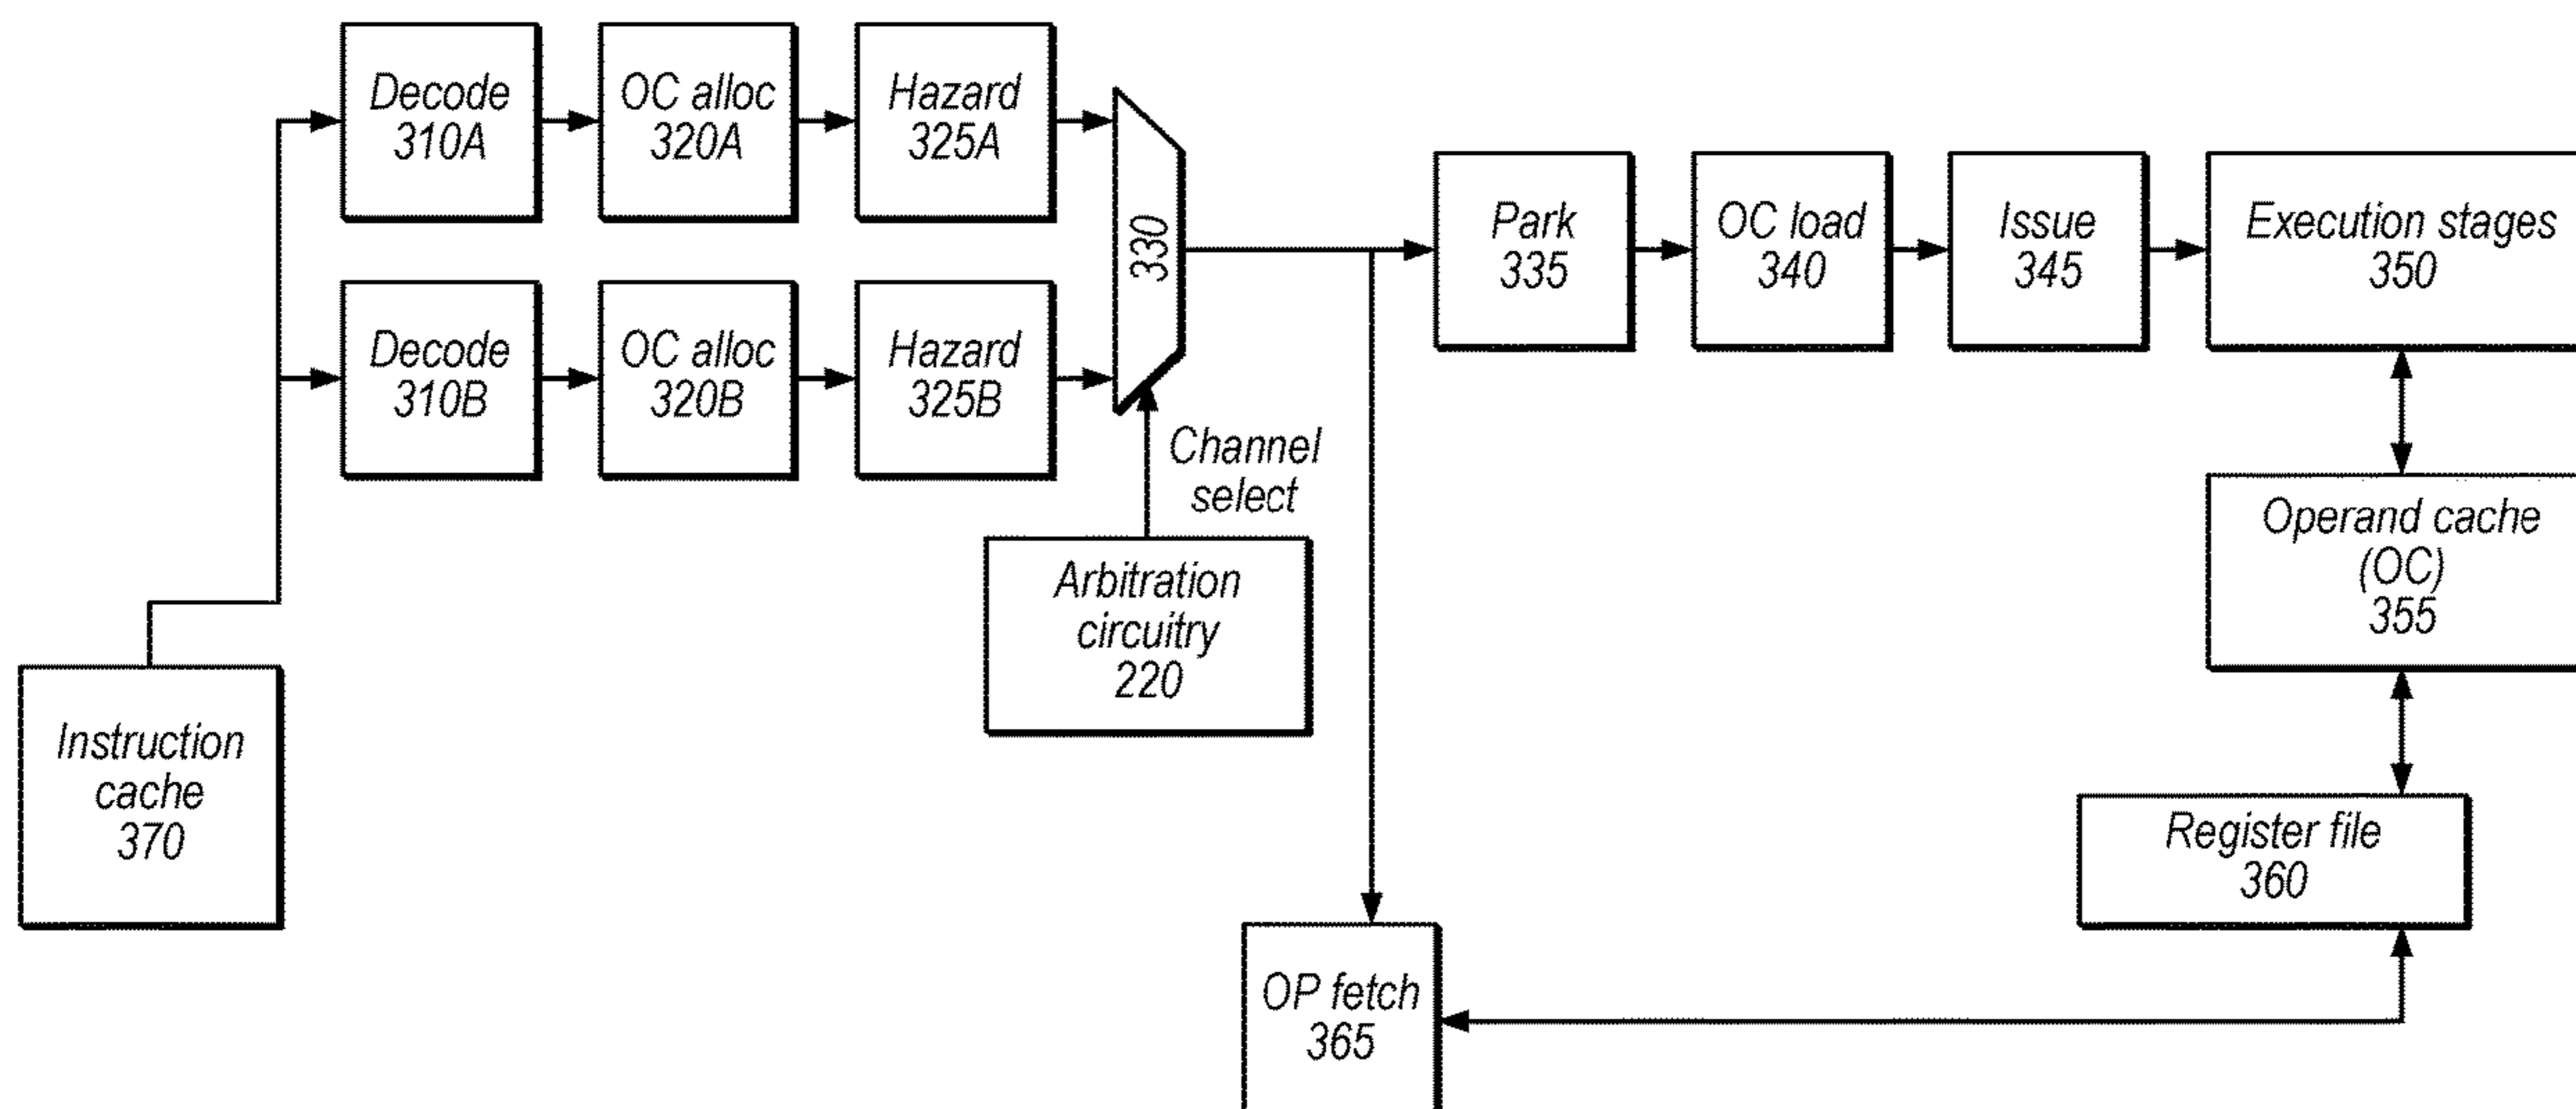 Decode
310A
OC alloc
320A
Hazard
325A
Decode
310B
OC alloc
320B
Hazard
325B
330
Channel
select
Arbitration
circuitry
220
Instruction
cache
370
Park
335
OC load
340
Issue
345
Execution stages
350
Operand cache
(OC)
355
Register file
360
OP fetch
365